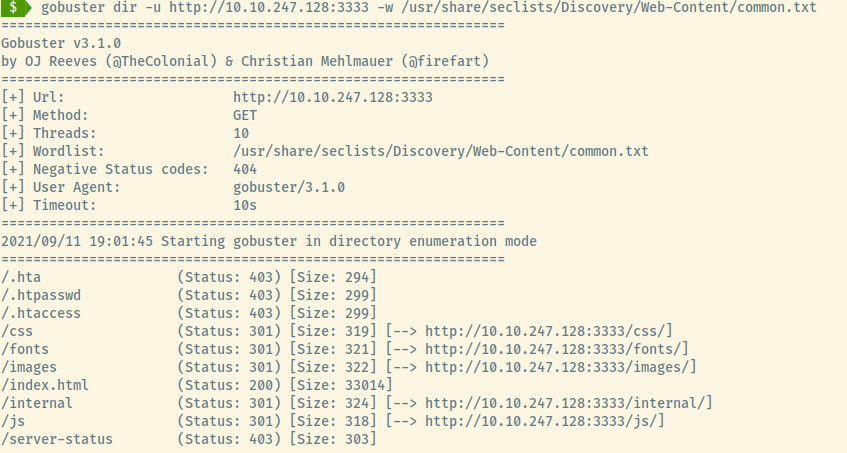 $ gobuster dir -u http://10.10.247.128:3333 -w /usr/share/seclists/Discovery/Web-Content/common.txt
===============================================================
Gobuster v3.1.0
by OJ Reeves (@TheColonial) & Christian Mehlmauer (@firefart)
===============================================================
[+] Url:                     http://10.10.247.128:3333
[+] Method:                  GET
[+] Threads:                 10
[+] Wordlist:                /usr/share/seclists/Discovery/Web-Content/common.txt
[+] Negative Status codes:   404
[+] User Agent:              gobuster/3.1.0
[+] Timeout:                 10s
===============================================================
2021/09/11 19:01:45 Starting gobuster in directory enumeration mode
===============================================================
/.hta                 (Status: 403) [Size: 294]
/.htpasswd            (Status: 403) [Size: 299]
/.htaccess            (Status: 403) [Size: 299]
/css                  (Status: 301) [Size: 319] [--> http://10.10.247.128:3333/css/]
/fonts                (Status: 301) [Size: 321] [--> http://10.10.247.128:3333/fonts/]
/images               (Status: 301) [Size: 322] [--> http://10.10.247.128:3333/images/]
/index.html           (Status: 200) [Size: 33014]
/internal             (Status: 301) [Size: 324] [--> http://10.10.247.128:3333/internal/]
/js                   (Status: 301) [Size: 318] [--> http://10.10.247.128:3333/js/]
/server-status        (Status: 403) [Size: 303]